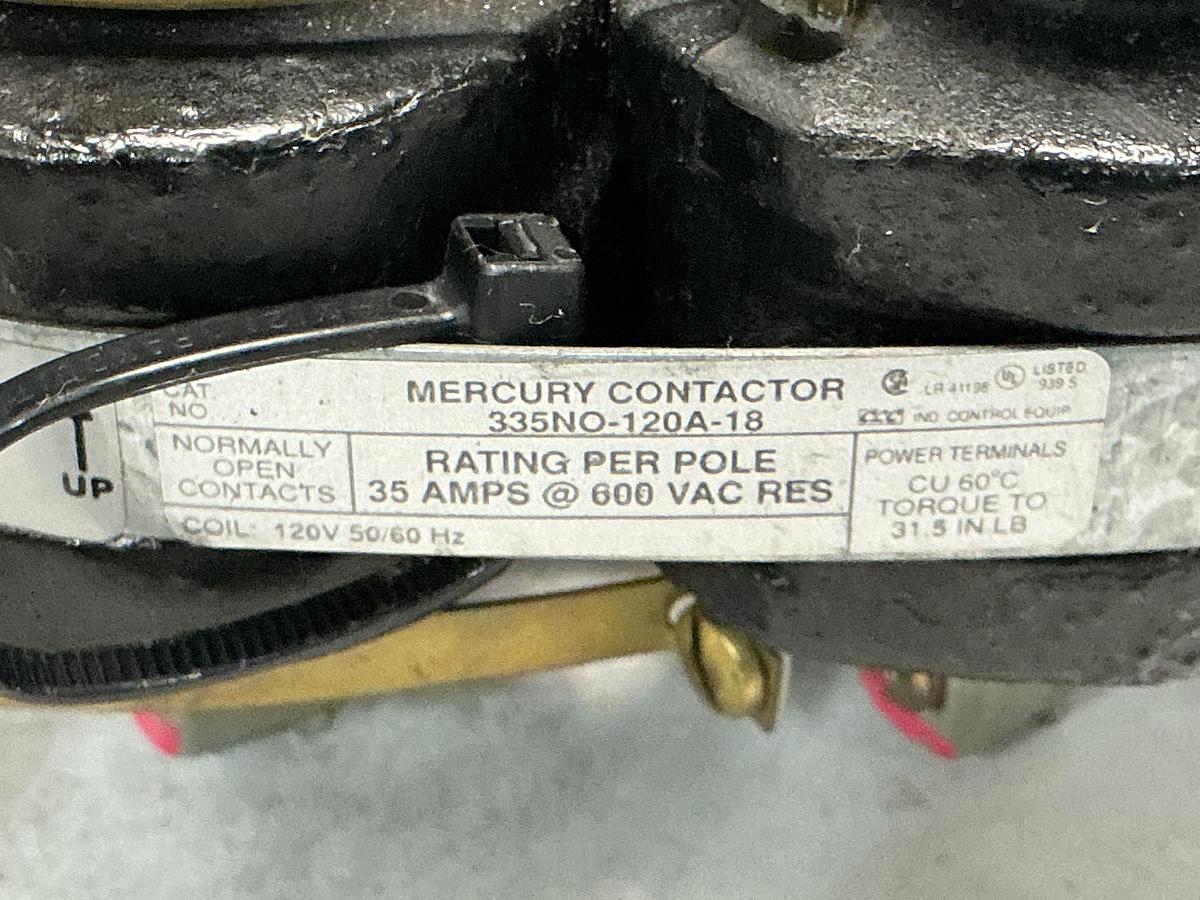 UP
CAT.
NO.
MERCURY CONTACTOR
335NO-120A-18
LR 41196
UL
LISTED
939 S
IND. CONTROL EQUIP.
NORMALLY
OPEN
CONTACTS
RATING PER POLE
35 AMPS @ 600 VAC RES
POWER TERMINALS
CU 60°C
TORQUE TO
31.5 IN LB
COIL: 120V 50/60 Hz